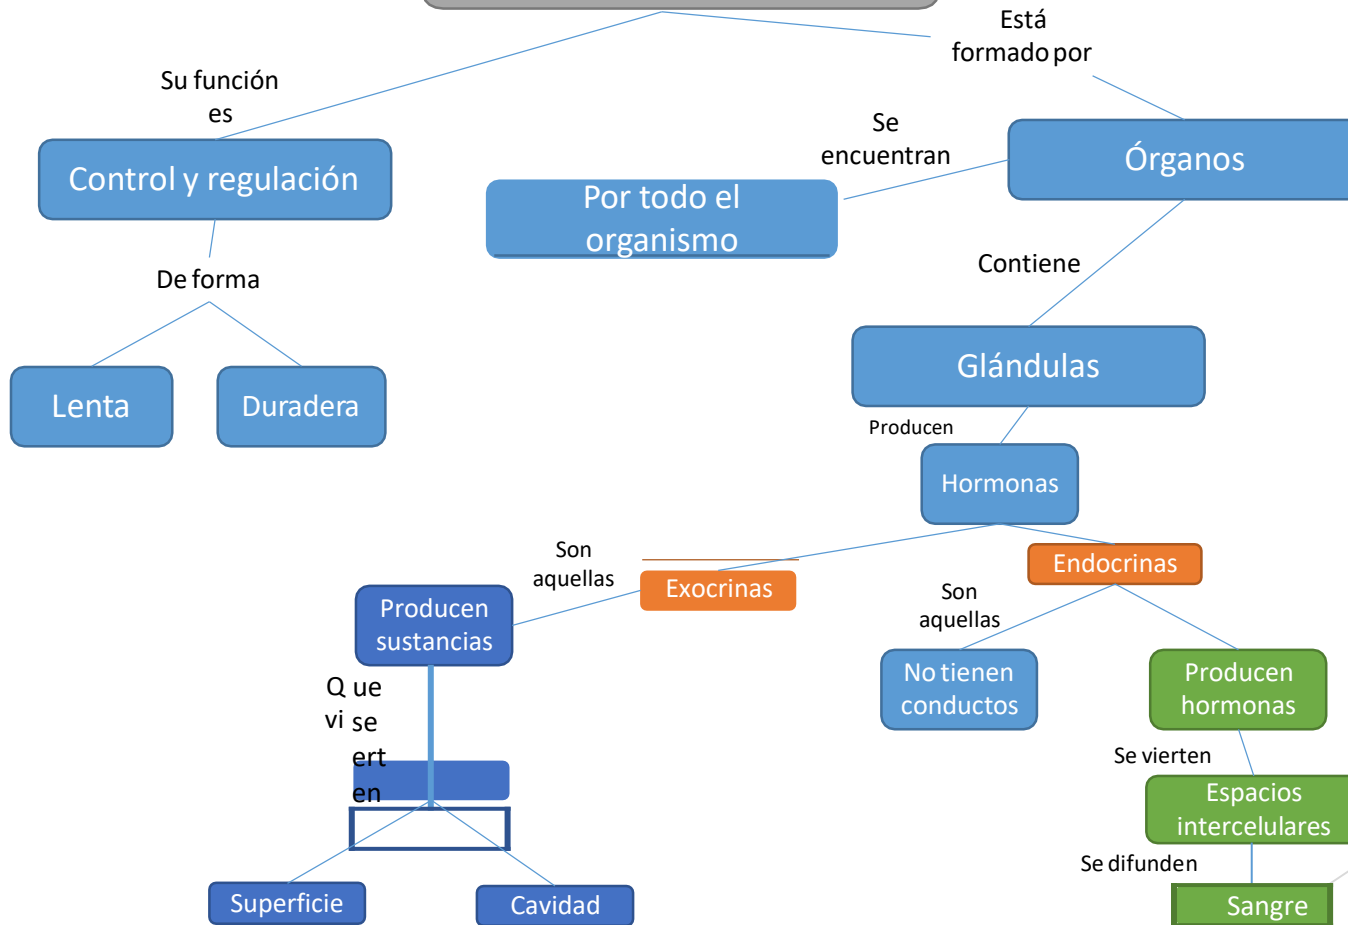 Está
formado por
Su función
es
Control y regulación
Se
encuentran
Órganos
Por todo el
organismo
De forma
Contiene
Lenta
Duradera
Glándulas
Producen
Hormonas
Son
aquellas
Exocrinas
Endocrinas
Producen
sustancias
Son
aquellas
No tienen
conductos
Producen
hormonas
Q ue
vi se
ert
en
Se vierten
Espacios
intercelulares
Se difunden
Superficie
Cavidad
Sangre